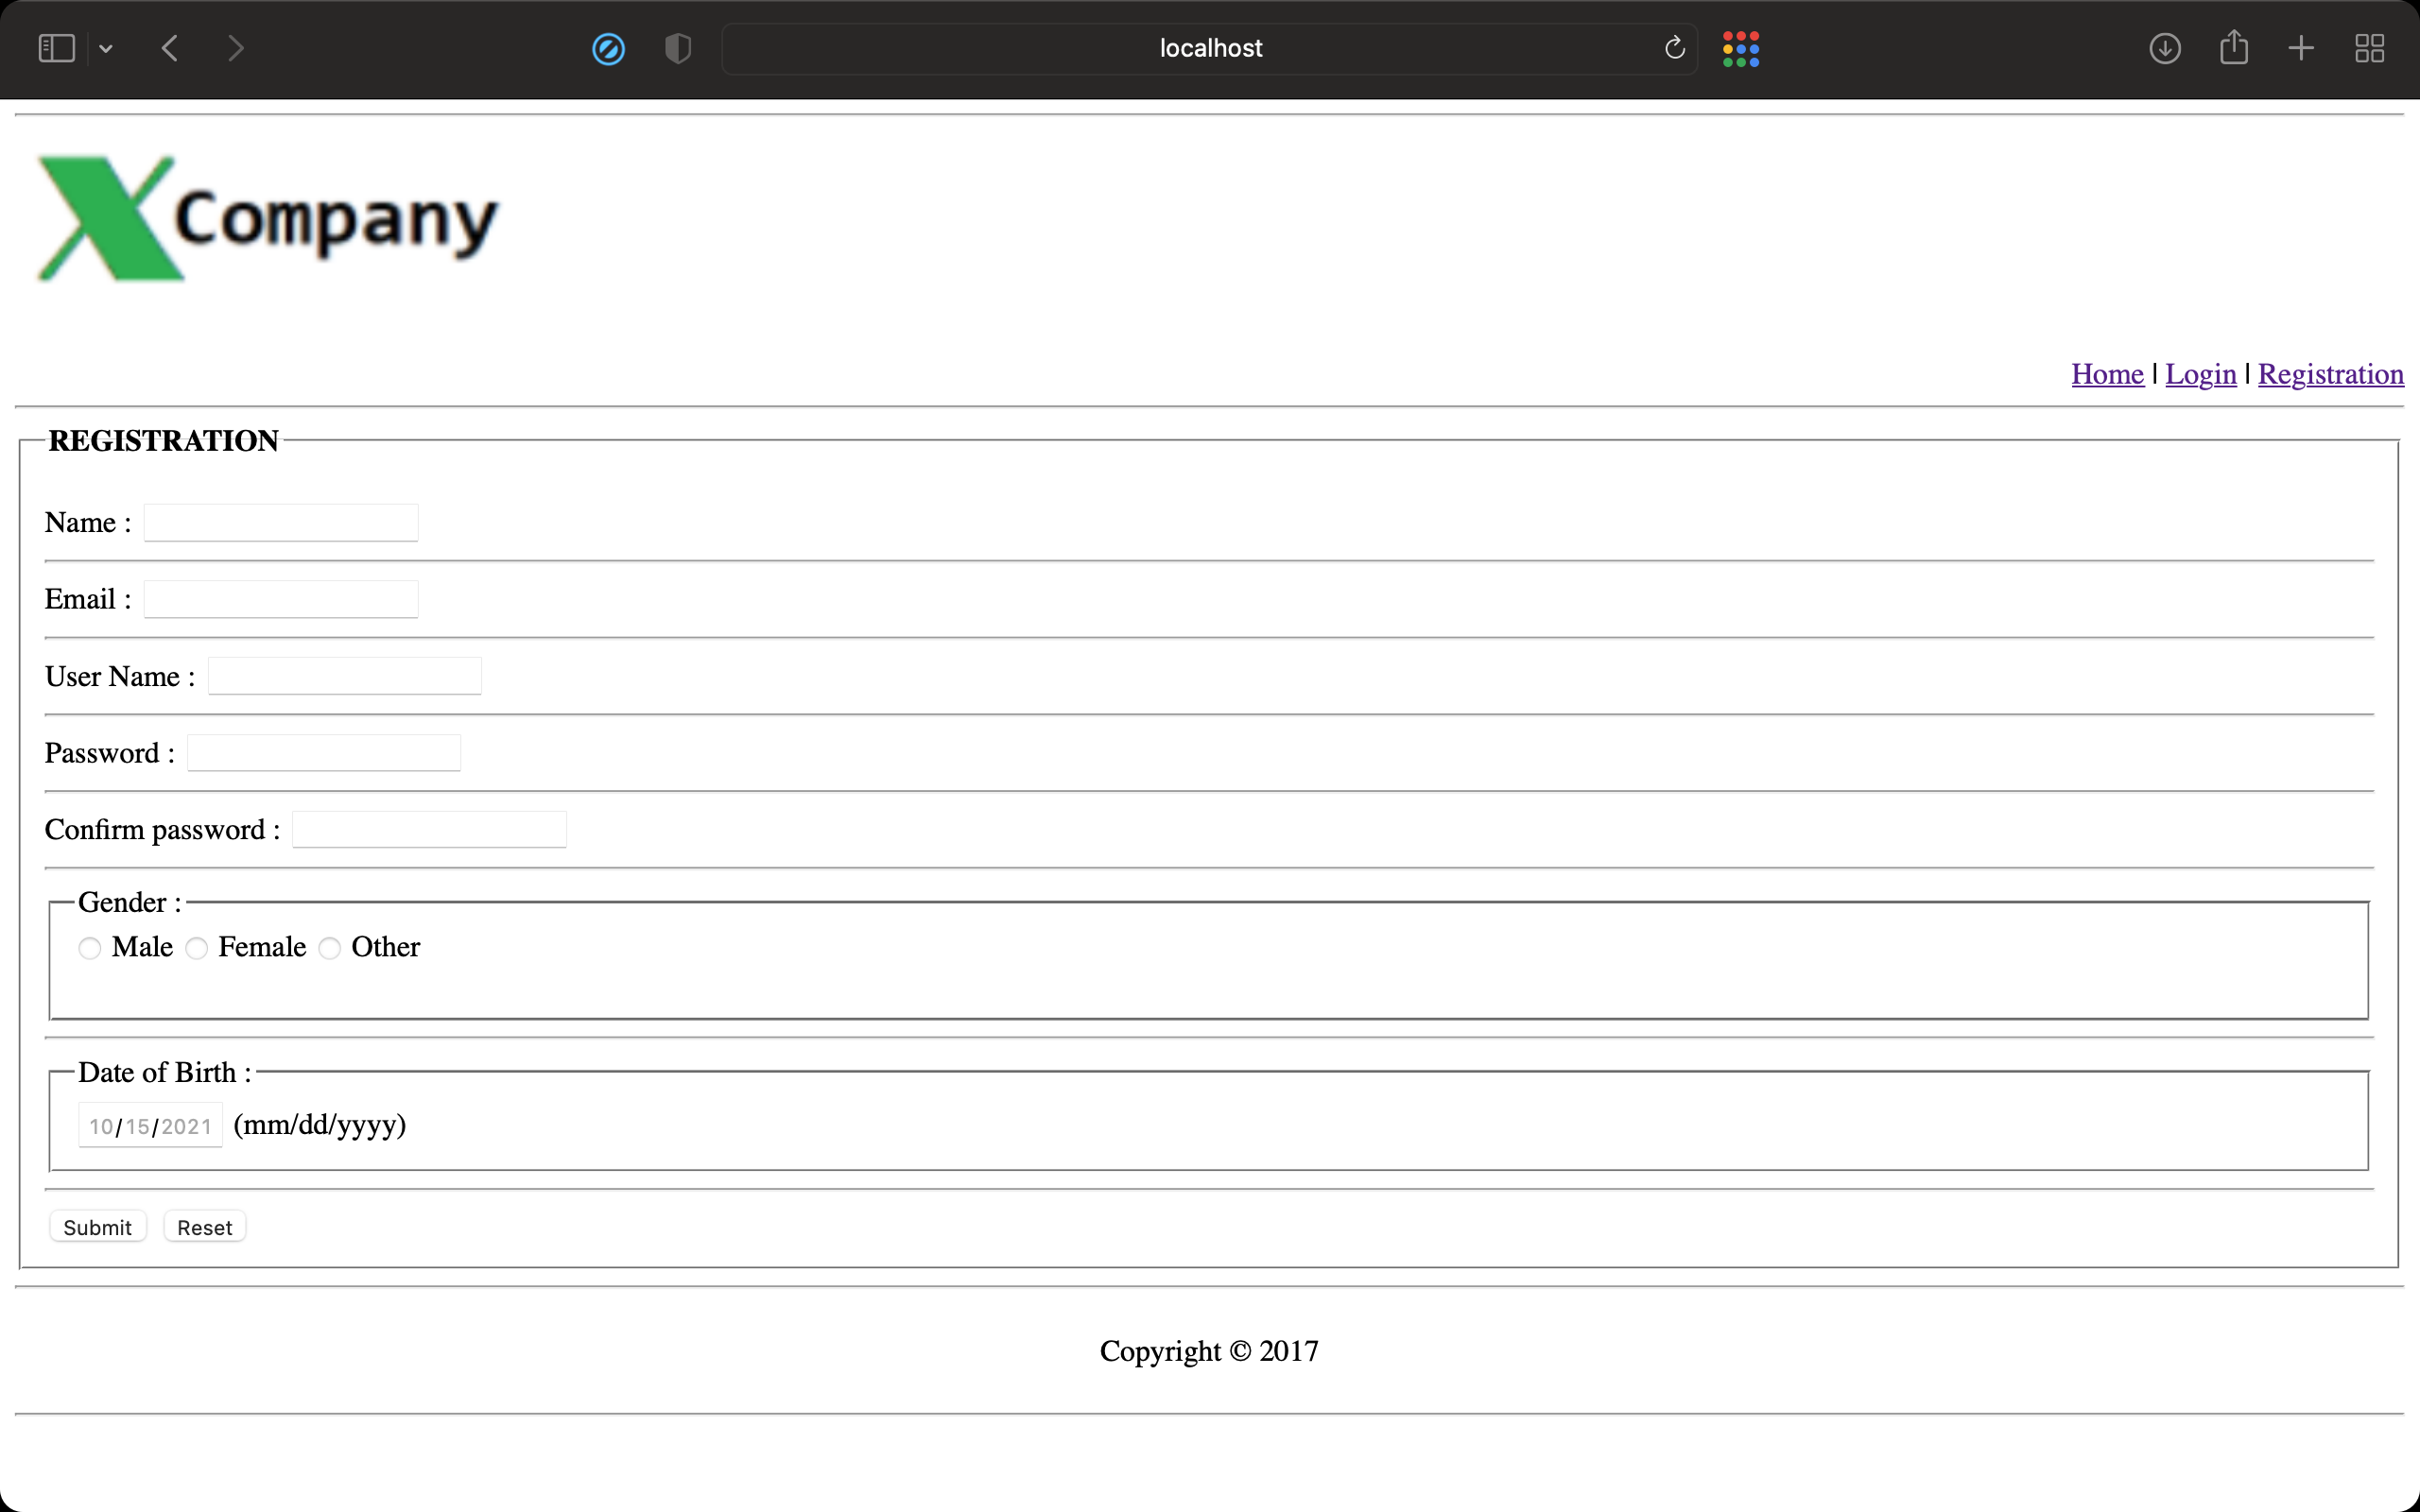 localhost
XCompany
Home | Login | Registration
REGISTRATION
Name :
Email :
User Name :
Password :
Confirm password :
Gender :
Male Female Other
Date of Birth :
10/15/2021 (mm/dd/yyyy)
Submit Reset
Copyright © 2017